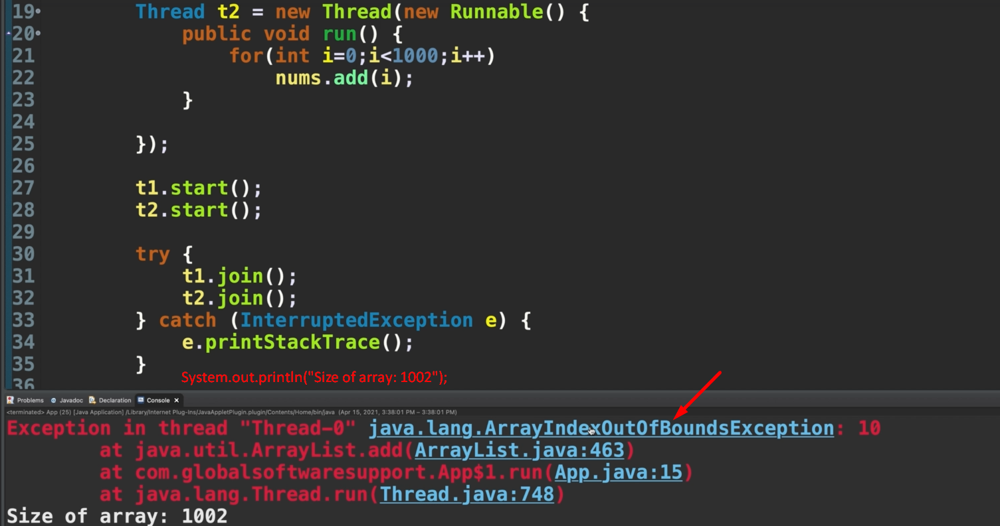 19 Thread t2 = new Thread(new Runnable() {
20 public void run() {
21 for(int i=0;i<1000;i++)
22 nums.add(i);
23 }
24
25 });
26
27 t1.start();
28 t2.start();
29
30 try {
31 t1.join();
32 t2.join();
33 } catch (InterruptedException e) {
34 e.printStackTrace();
35 }
System.out.println("Size of array: 1002");
36
Problems Javadoc Declaration Console
<terminated> App (25) [Java Application] /Library/Internet Plug-Ins/JavaAppletPlugin.plugin/Contents/Home/bin/java (Apr 15, 2021, 3:38:01 PM – 3:38:01 PM)
Exception in thread "Thread-0" java.lang.ArrayIndexOutOfBoundsException: 10
at java.util.ArrayList.add(ArrayList.java:463)
at com.globalsoftwaresupport.App$1.run(App.java:15)
at java.lang.Thread.run(Thread.java:748)
Size of array: 1002